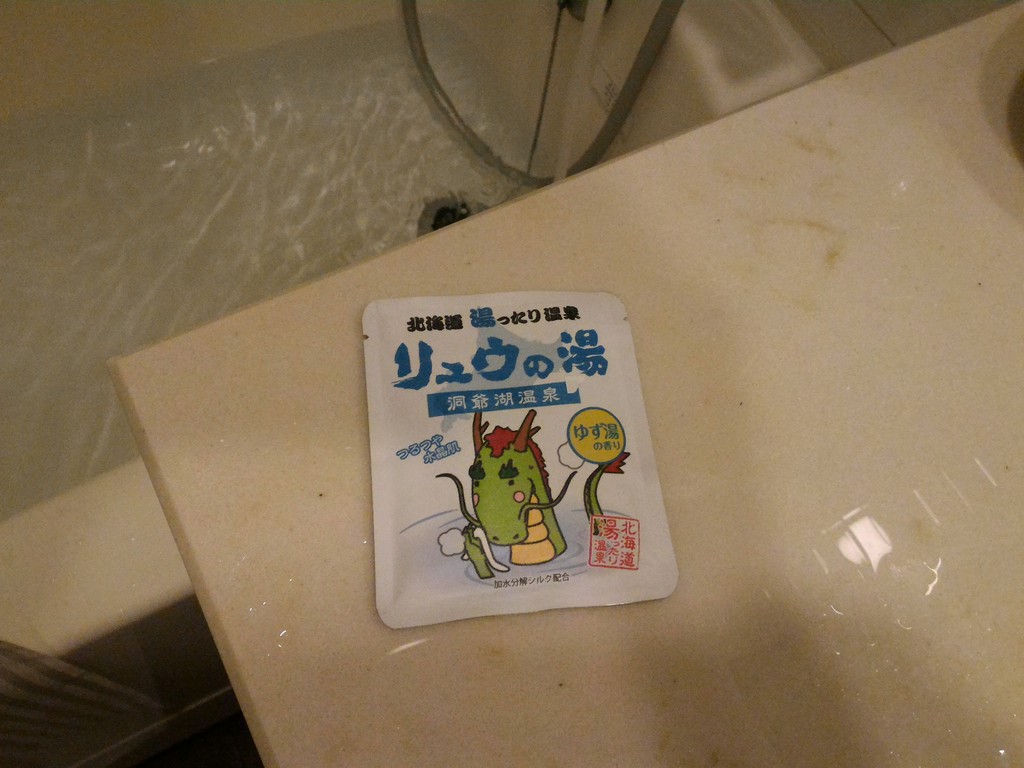 北海道 湯ったり温泉
リュウの湯
洞爺湖温泉
つるつや
水晶肌
ゆず湯
の香り
北海道
湯ったり
温泉
加水分解シルク配合